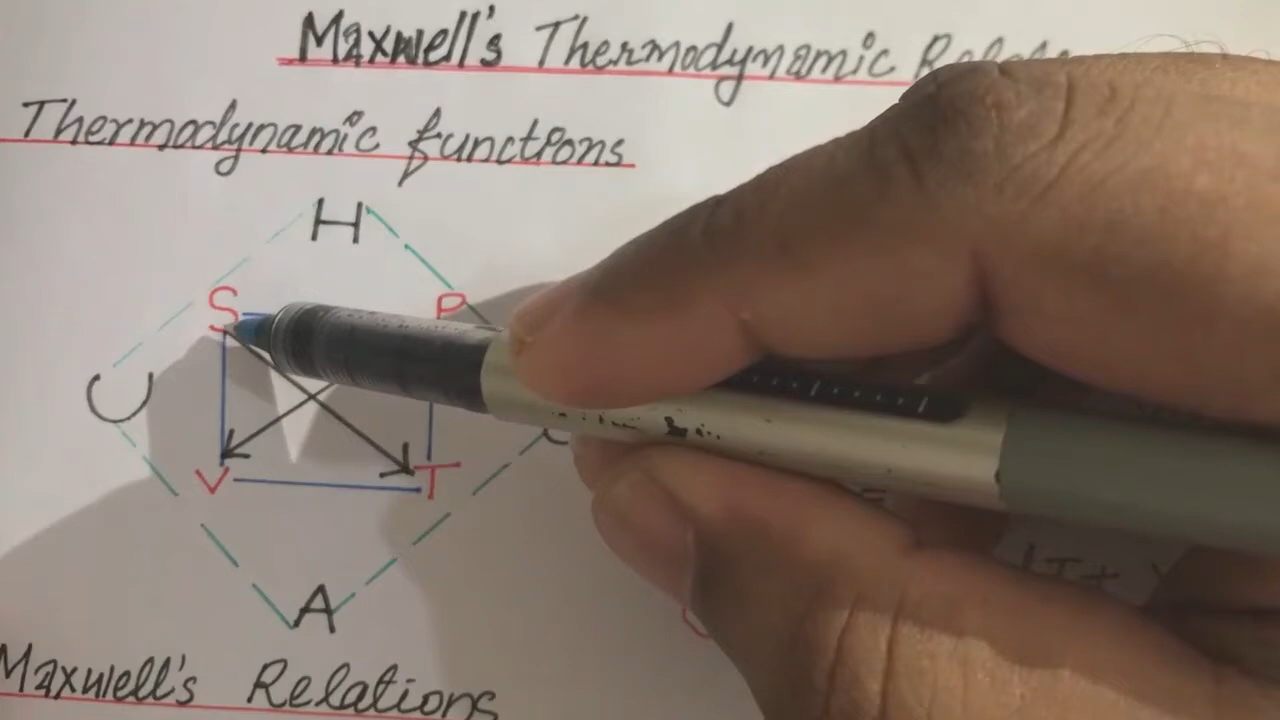 Maxwell's Thermodynamic
Thermodynamic functions
H
S P
U
V T
A
Maxwell's Relations